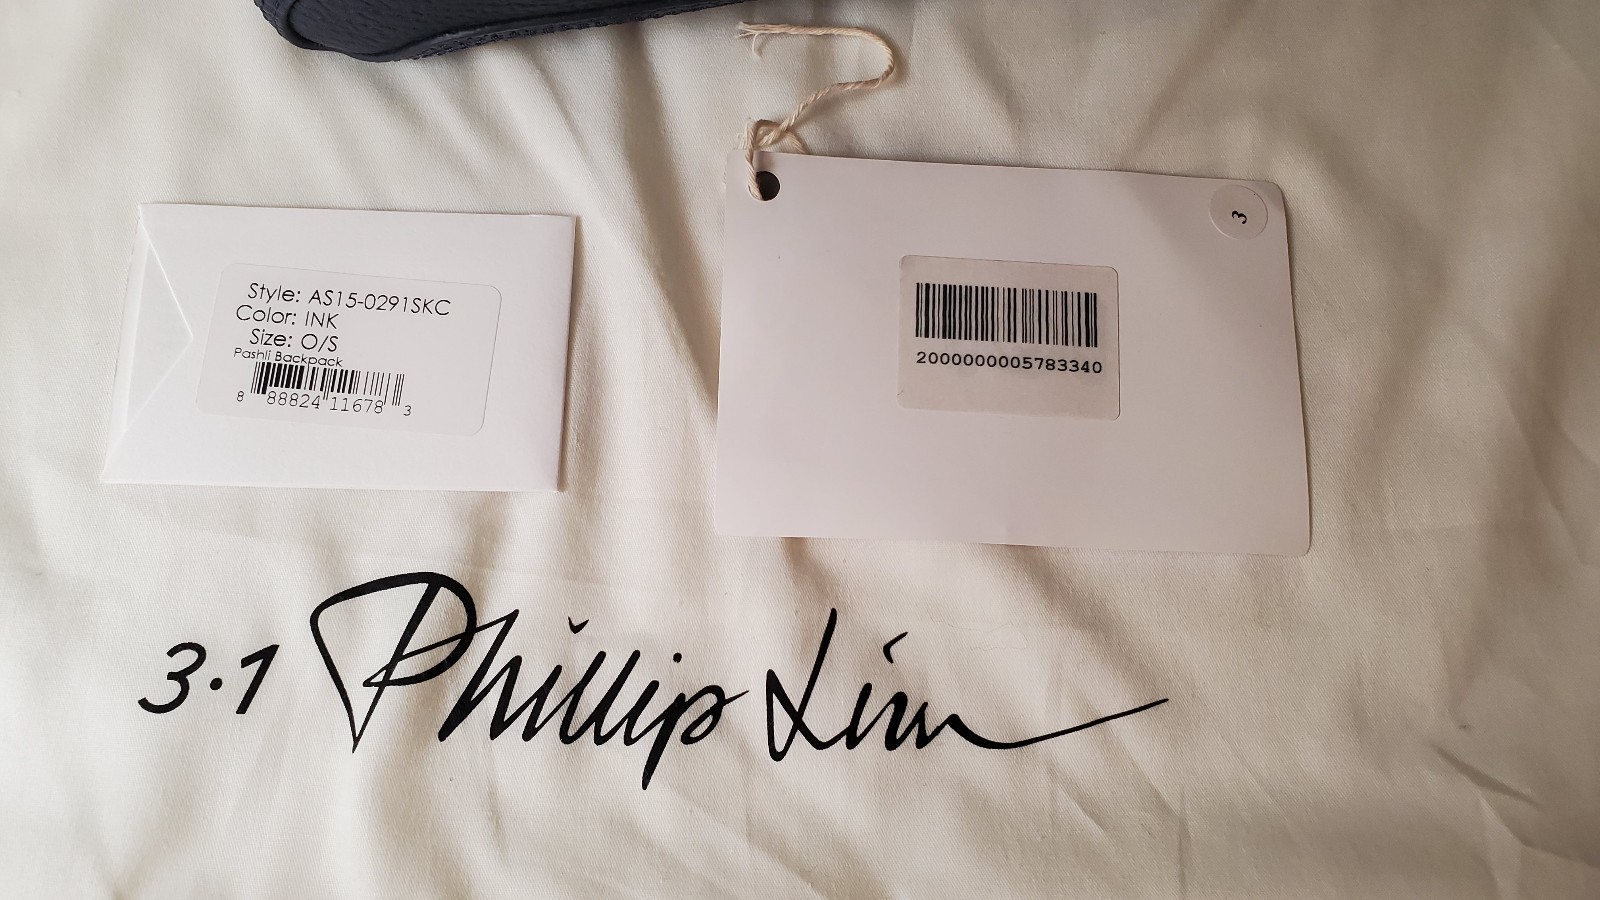 Style: AS15-0291SKC
Color: INK
Size: O/S
Pashli Backpack
8 88824 11678 3
3
2000000005783340
3.1 Phillip Lim